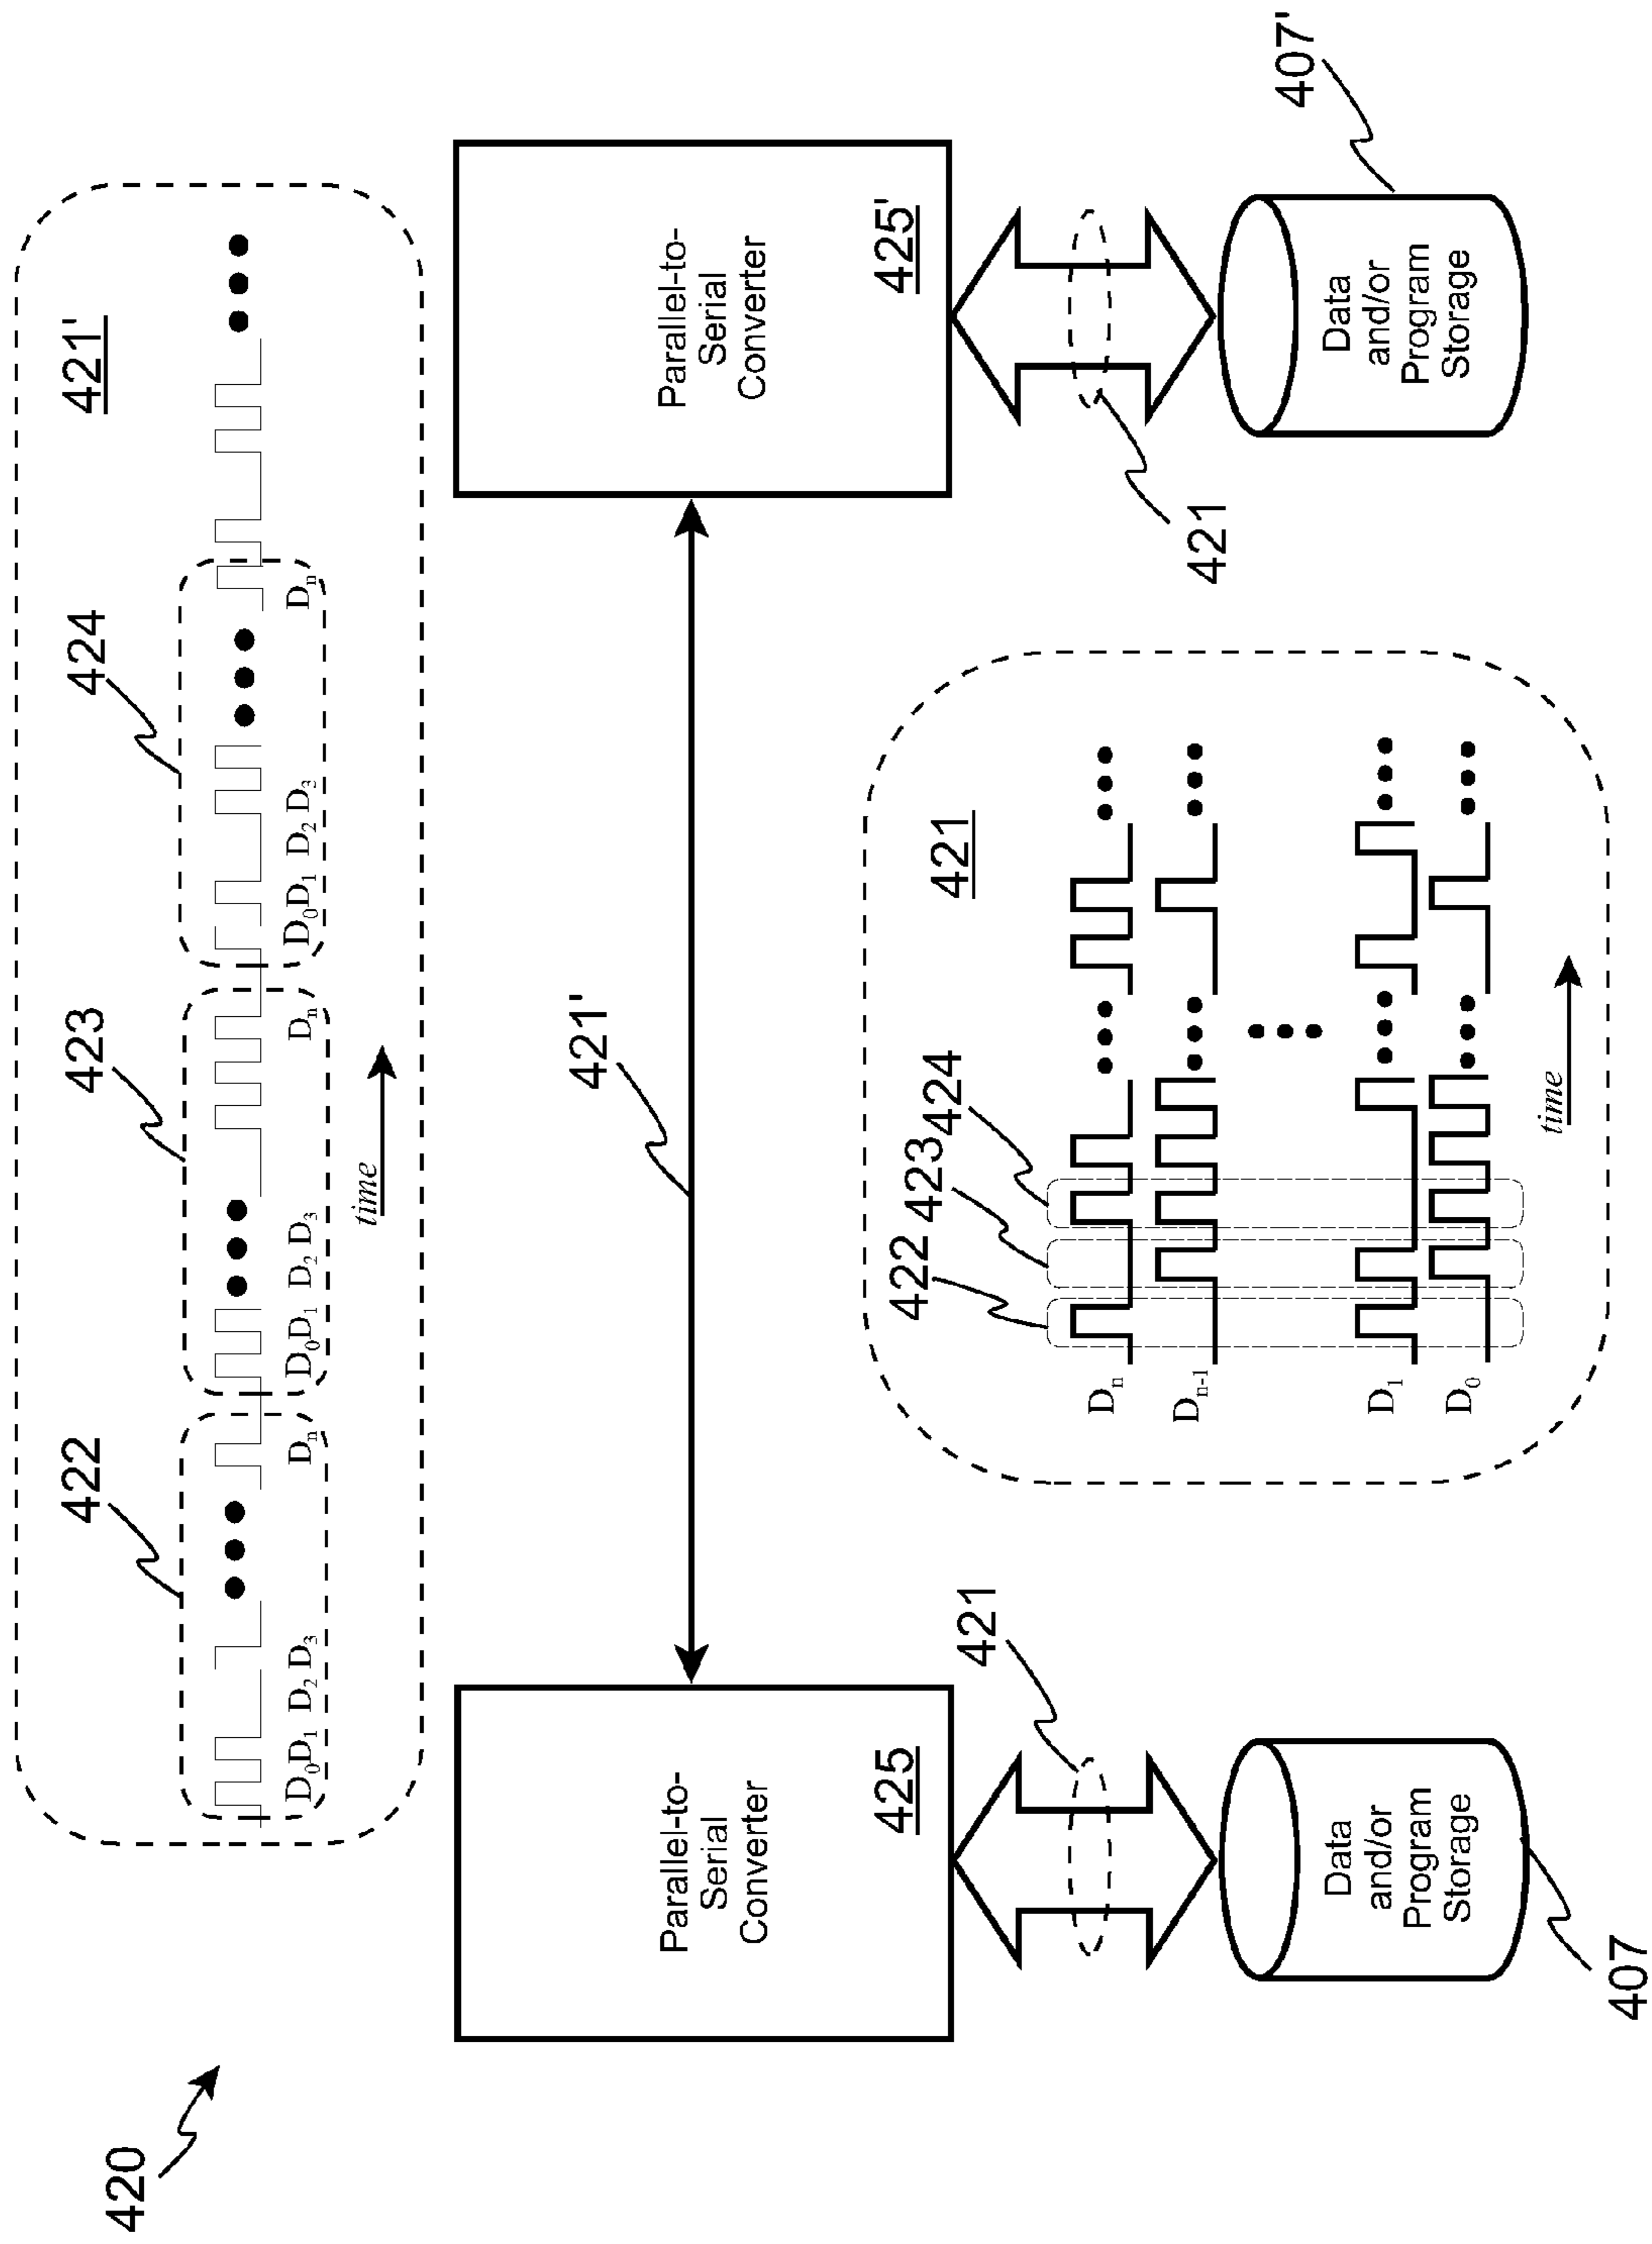 420
421'
422
423
424
D0 D1 D2 D3 Dn
D0 D1 D2 D3 Dn
D0 D1 D2 D3 Dn
time
Parallel-to-
Serial
Converter
425
421'
Parallel-to-
Serial
Converter
425'
421
421
421
422
423
424
Dn
Dn-1
D1
D0
time
Data
and/or
Program
Storage
407
Data
and/or
Program
Storage
407'